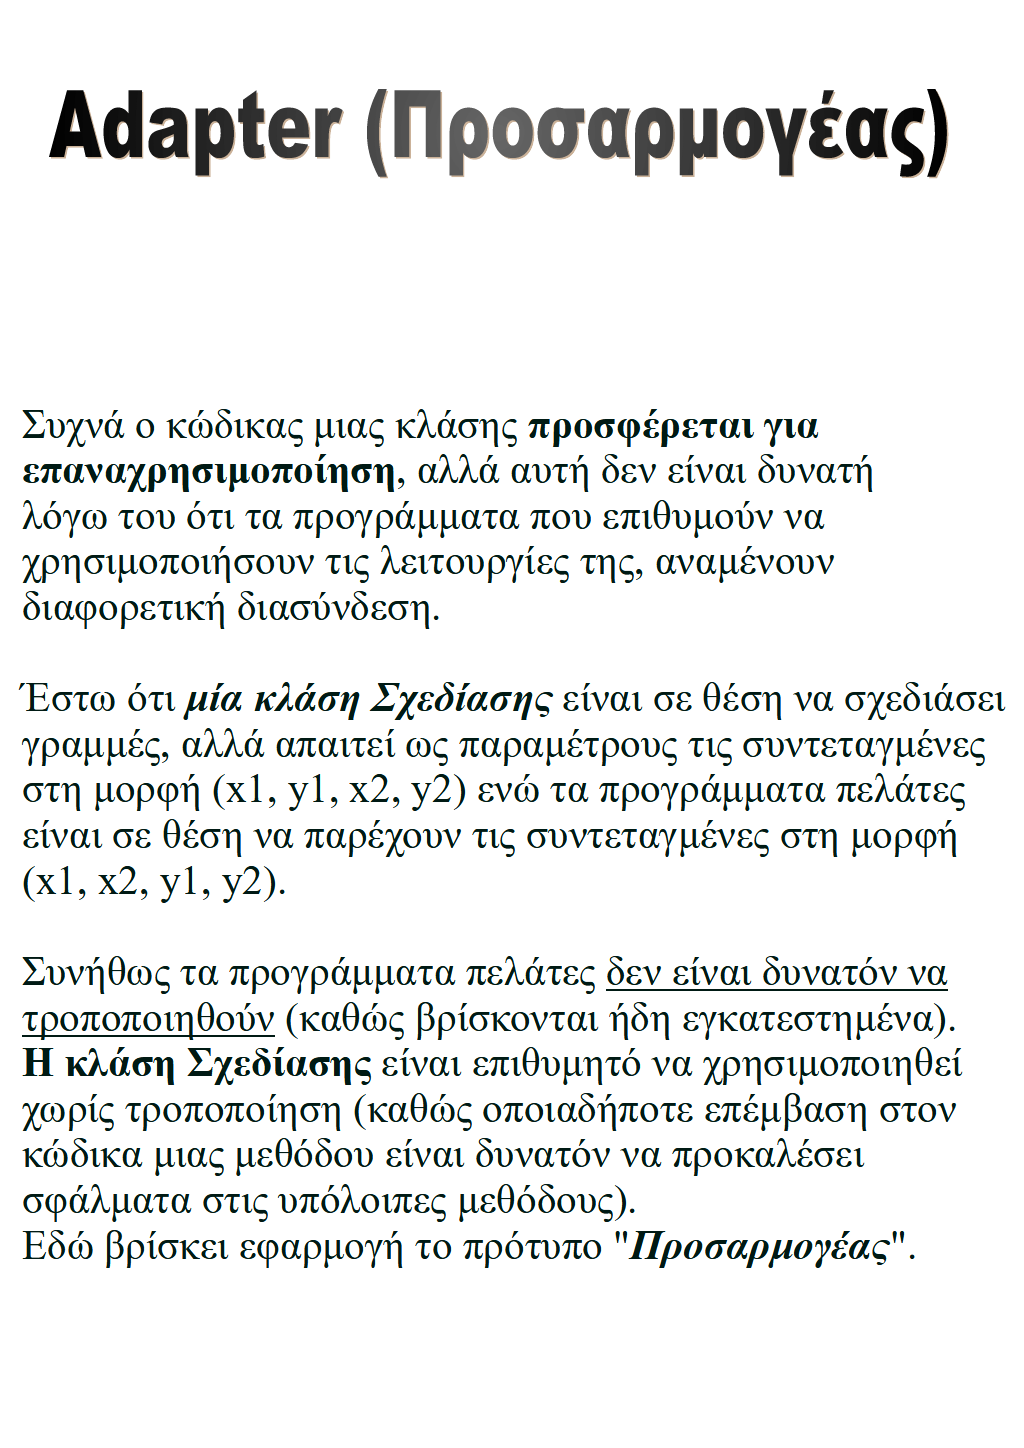 Adapter (Προσαρμογέας)
Συχνά ο κώδικας μιας κλάσης προσφέρεται για
επαναχρησιμοποίηση, αλλά αυτή δεν είναι δυνατή
λόγω του ότι τα προγράμματα που επιθυμούν να
χρησιμοποιήσουν τις λειτουργίες της, αναμένουν
διαφορετική διασύνδεση.
Έστω ότι μία κλάση Σχεδίασης είναι σε θέση να σχεδιάσει
γραμμές, αλλά απαιτεί ως παραμέτρους τις συντεταγμένες
στη μορφή (x1, y1, x2, y2) ενώ τα προγράμματα πελάτες
είναι σε θέση να παρέχουν τις συντεταγμένες στη μορφή
(x1, x2, y1, y2).
Συνήθως τα προγράμματα πελάτες δεν είναι δυνατόν να
τροποποιηθούν (καθώς βρίσκονται ήδη εγκατεστημένα).
Η κλάση Σχεδίασης είναι επιθυμητό να χρησιμοποιηθεί
χωρίς τροποποίηση (καθώς οποιαδήποτε επέμβαση στον
κώδικα μιας μεθόδου είναι δυνατόν να προκαλέσει
σφάλματα στις υπόλοιπες μεθόδους).
Εδώ βρίσκει εφαρμογή το πρότυπο "Προσαρμογέας".